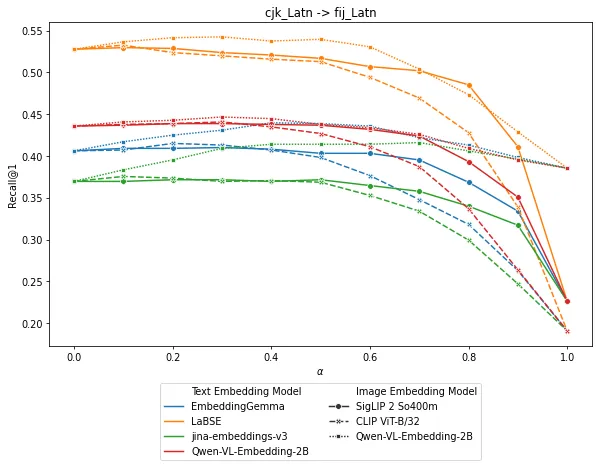 cjk_Latn -> fij_Latn
Recall@1
0.55
0.50
0.45
0.40
0.35
0.30
0.25
0.20
0.0 0.2 0.4 0.6 0.8 1.0
α
Text Embedding Model
EmbeddingGemma
LaBSE
jina-embeddings-v3
Qwen-VL-Embedding-2B
Image Embedding Model
SigLIP 2 So400m
CLIP ViT-B/32
Qwen-VL-Embedding-2B